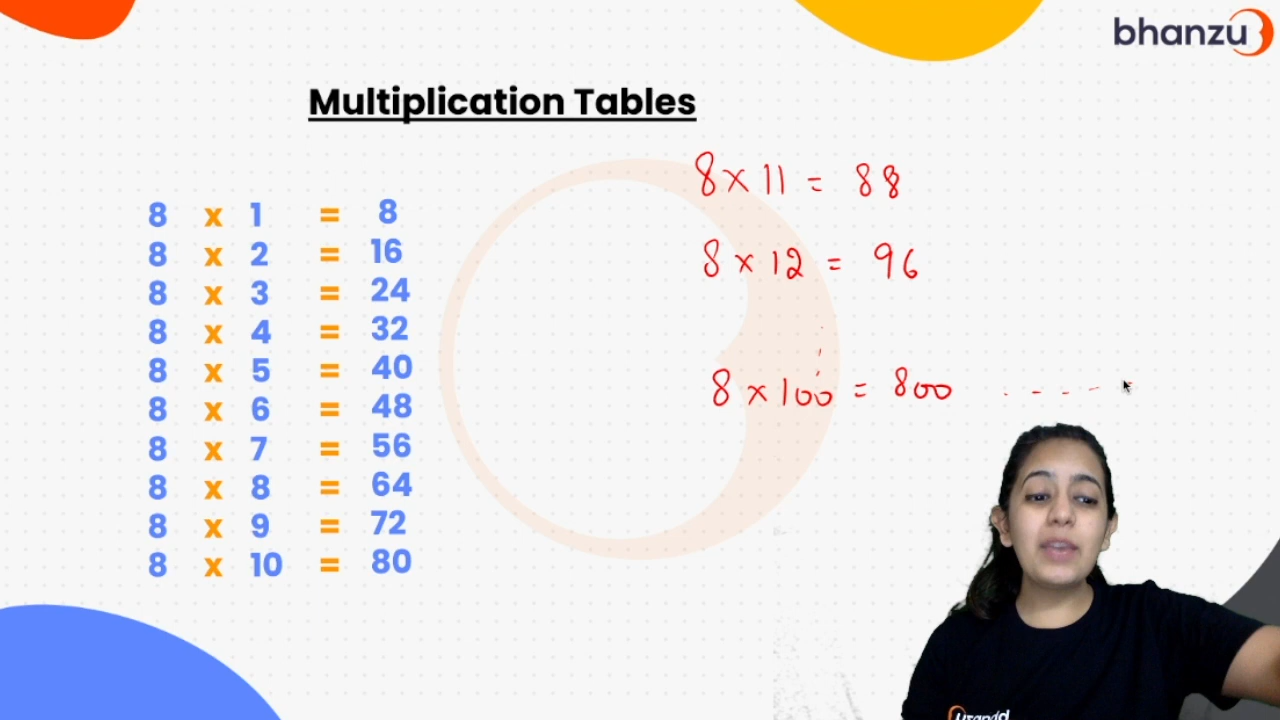 bhanzu
Multiplication Tables
8 x 1 = 8
8 x 2 = 16
8 x 3 = 24
8 x 4 = 32
8 x 5 = 40
8 x 6 = 48
8 x 7 = 56
8 x 8 = 64
8 x 9 = 72
8 x 10 = 80
8 x 11 = 88
8 x 12 = 96
8 x 100 = 800 . - - - -